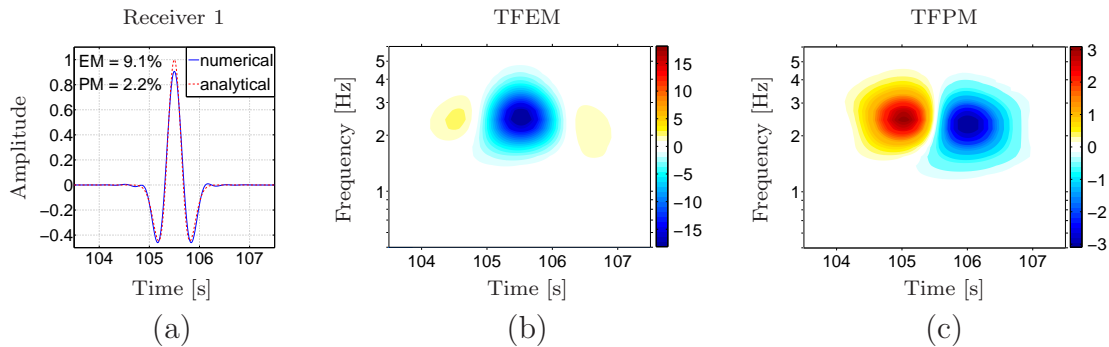 Receiver 1
TFEM
TFPM
EM = 9.1%
PM = 2.2%
numerical
analytical
1
0.8
0.6
0.4
0.2
0
−0.2
−0.4
Amplitude
104 105 106 107
Time [s]
(a)
5
4
3
2
1
Frequency [Hz]
104 105 106 107
Time [s]
15
10
5
0
−5
−10
−15
(b)
5
4
3
2
1
Frequency [Hz]
104 105 106 107
Time [s]
3
2
1
0
−1
−2
−3
(c)